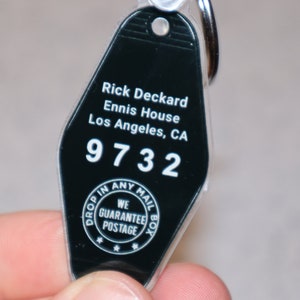 Rick Deckard
Ennis House
Los Angeles, CA
9732
DROP IN ANY MAIL BOX
WE
GUARANTEE
POSTAGE